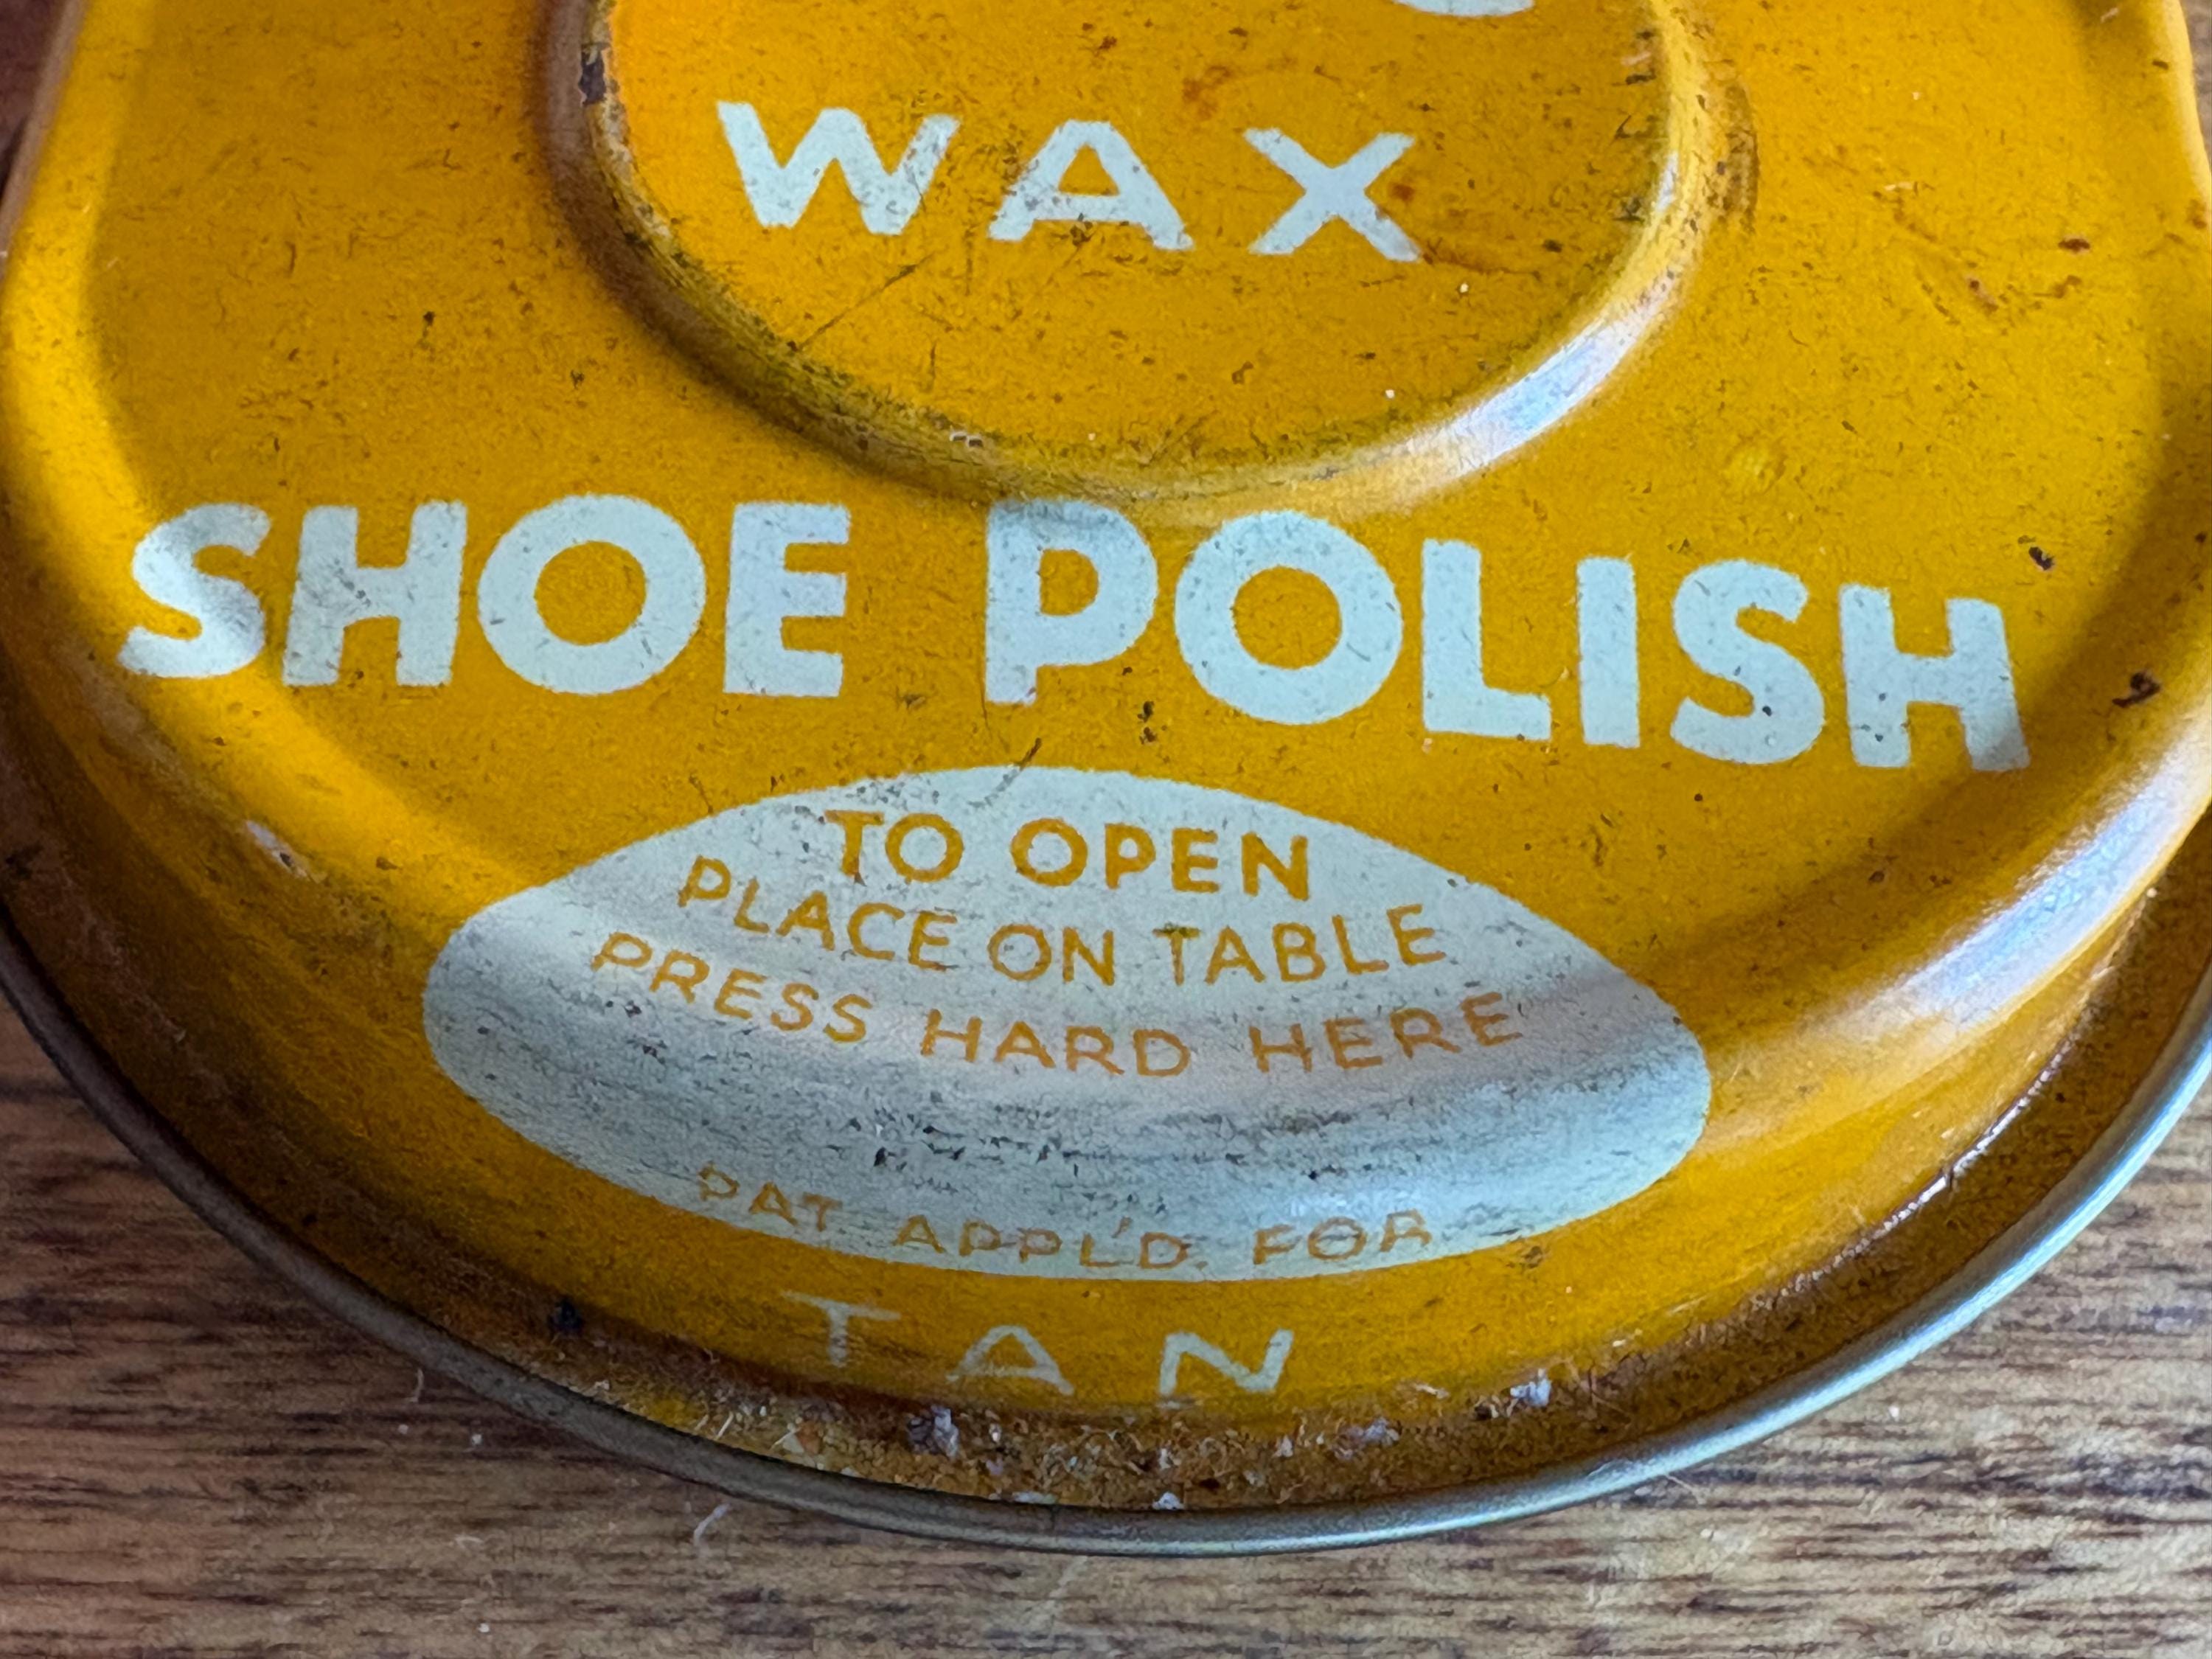 WAX
SHOE POLISH
TO OPEN
PLACE ON TABLE
PRESS HARD HERE
PAT APPL'D. FOR
TAN